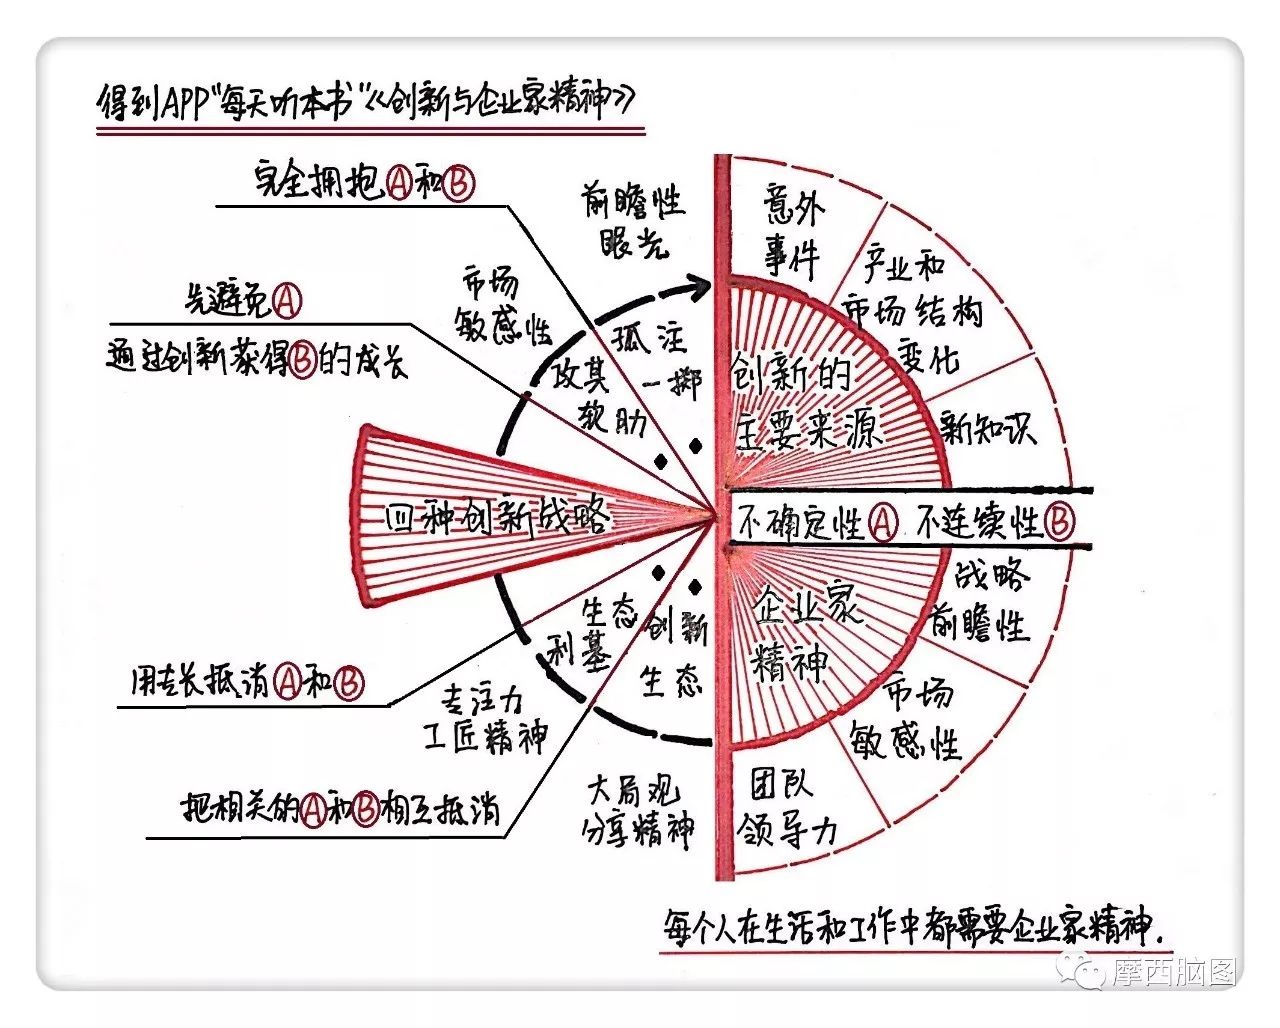 得到APP"每天听本书"《创新与企业家精神》
完全拥抱Ⓐ和Ⓑ
先避免Ⓐ
通过创新获得Ⓑ的成长
四种创新战略
用专长抵消Ⓐ和Ⓑ
把相关的Ⓐ和Ⓑ相互抵消
前瞻性
眼光
市场
敏感性
孤注
一掷
攻其
软肋
生态
利基
创新
生态
专注力
工匠精神
大局观
分享精神
意外
事件
产业和
市场结构
变化
新知识
创新的
主要来源
不确定性Ⓐ 不连续性Ⓑ
企业家
精神
战略
前瞻性
市场
敏感性
团队
领导力
每个人在生活和工作中都需要企业家精神.
摩西脑图